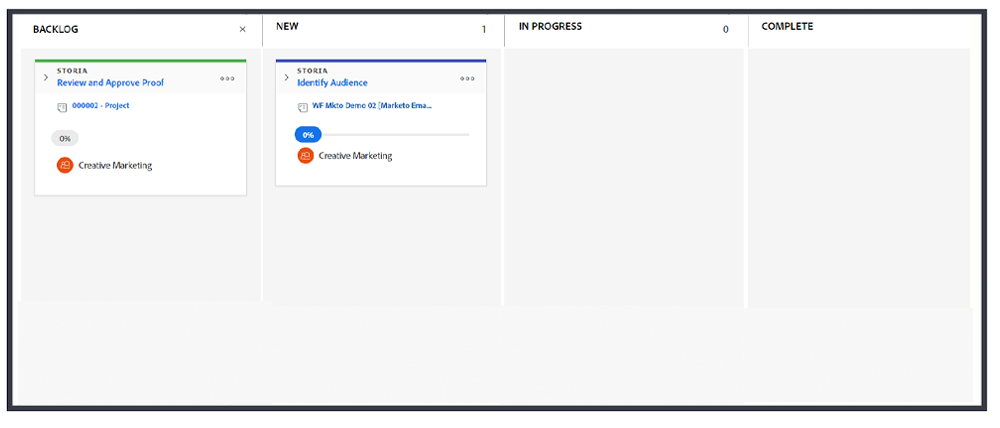 BACKLOG ×
STORIA
Review and Approve Proof
000002 - Project
0%
Creative Marketing
NEW 1
STORIA
Identify Audience
WF Mkto Demo 02 [Marketo Ema...
0%
Creative Marketing
IN PROGRESS 0
COMPLETE